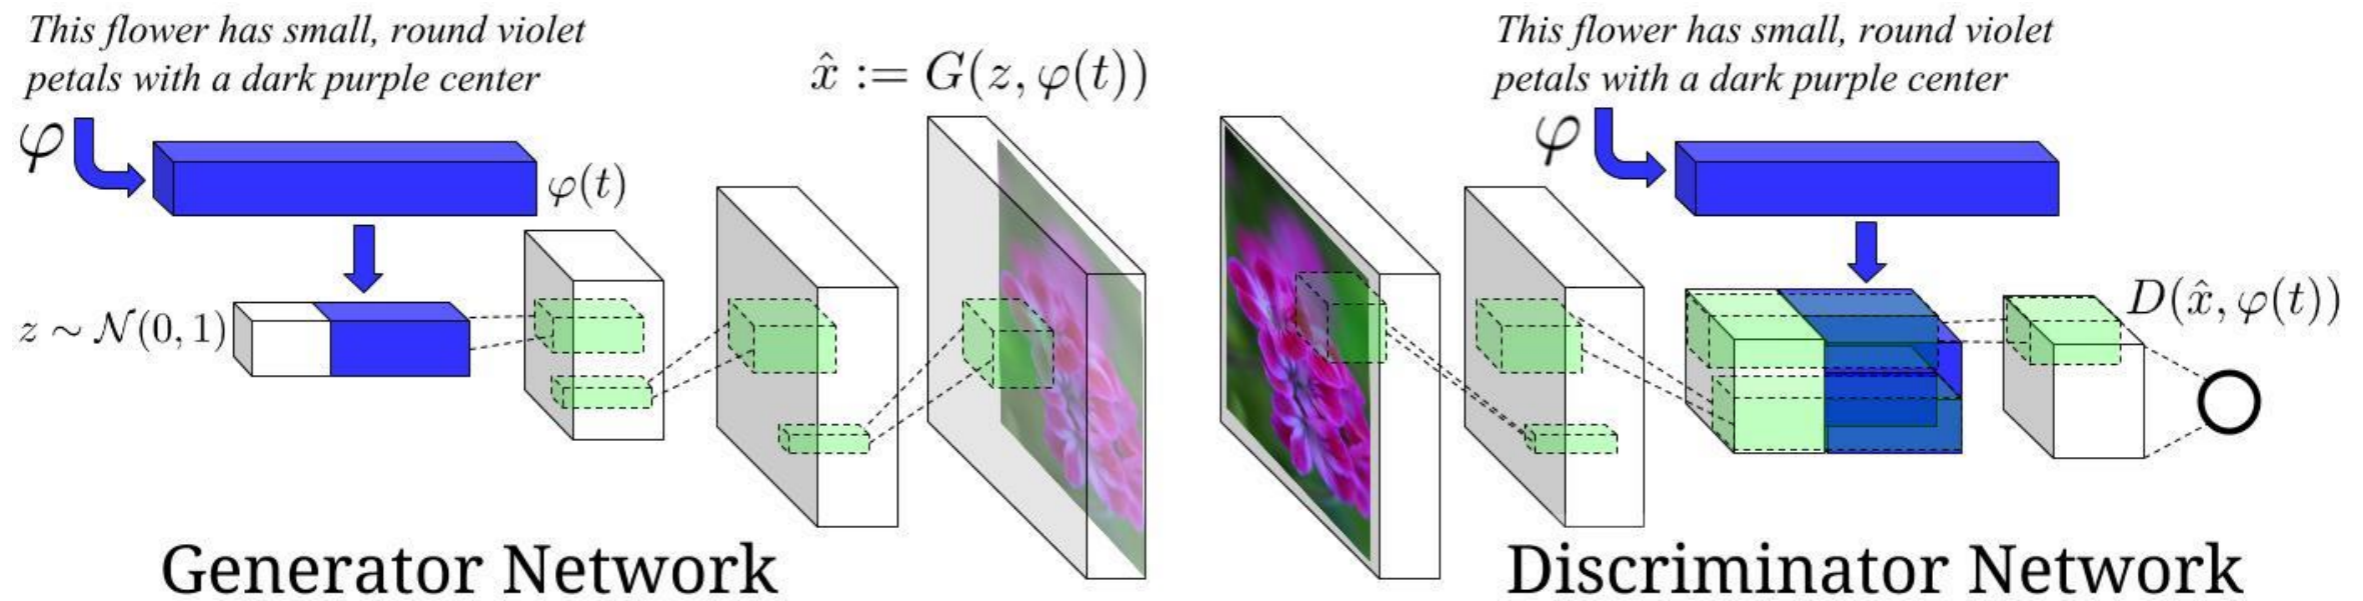 This flower has small, round violet
petals with a dark purple center
φ
φ(t)
z ∼ 𝒩(0, 1)
x̂ := G(z, φ(t))
Generator Network
This flower has small, round violet
petals with a dark purple center
φ
D(x̂, φ(t))
Discriminator Network